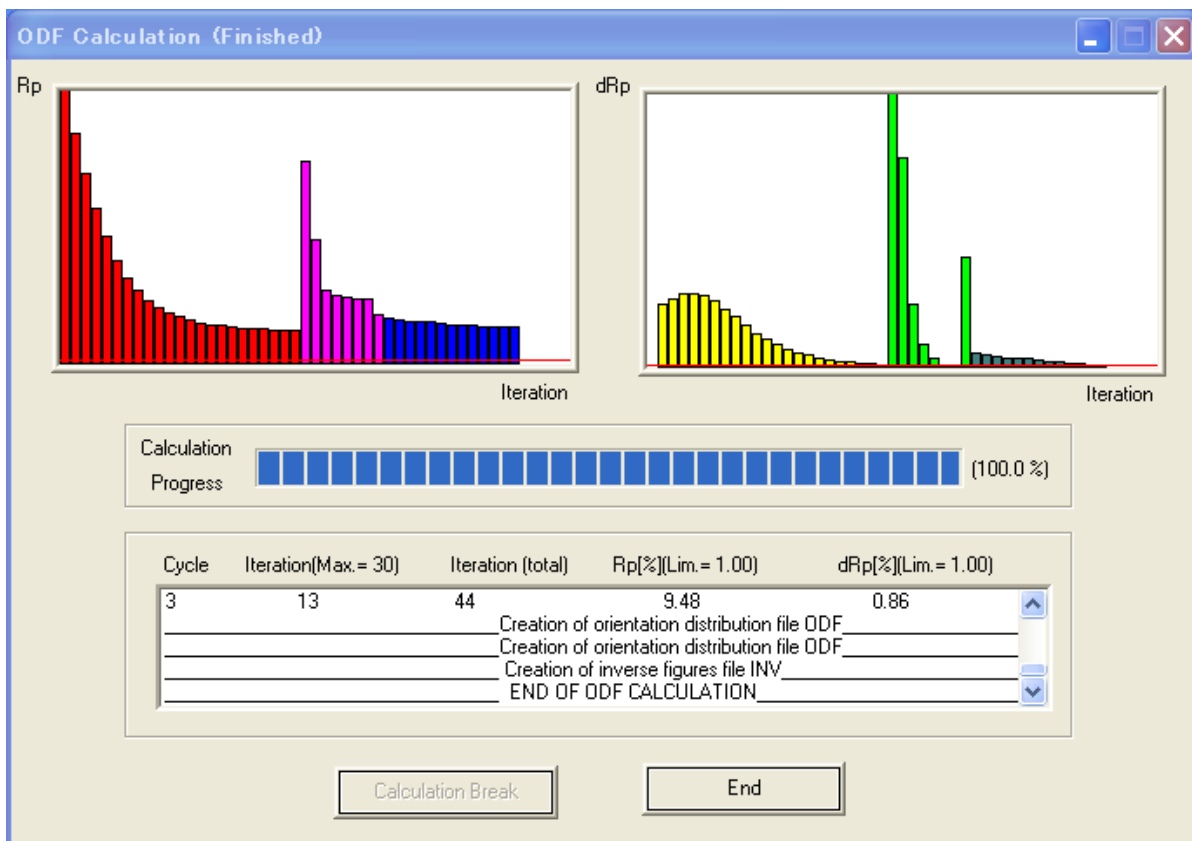 ODF Calculation (Finished)
Rp
dRp
Iteration
Iteration
Calculation
Progress
(100.0 %)
Cycle Iteration(Max.= 30) Iteration (total) Rp[%](Lim.= 1.00) dRp[%](Lim.= 1.00)
3 13 44 9.48 0.86
Creation of orientation distribution file ODF
Creation of orientation distribution file ODF
Creation of inverse figures file INV
END OF ODF CALCULATION
Calculation Break
End